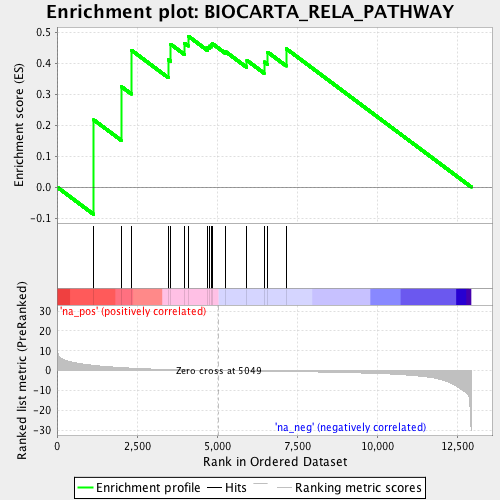 Enrichment plot: BIOCARTA_RELA_PATHWAY
Enrichment score (ES)
0.5
0.4
0.3
0.2
0.1
0.0
-0.1
'na_pos' (positively correlated)
Ranked list metric (PreRanked)
30
20
10
0
-10
-20
-30
Zero cross at 5049
'na_neg' (negatively correlated)
0 2,500 5,000 7,500 10,000 12,500
Rank in Ordered Dataset
Enrichment profile Hits Ranking metric scores